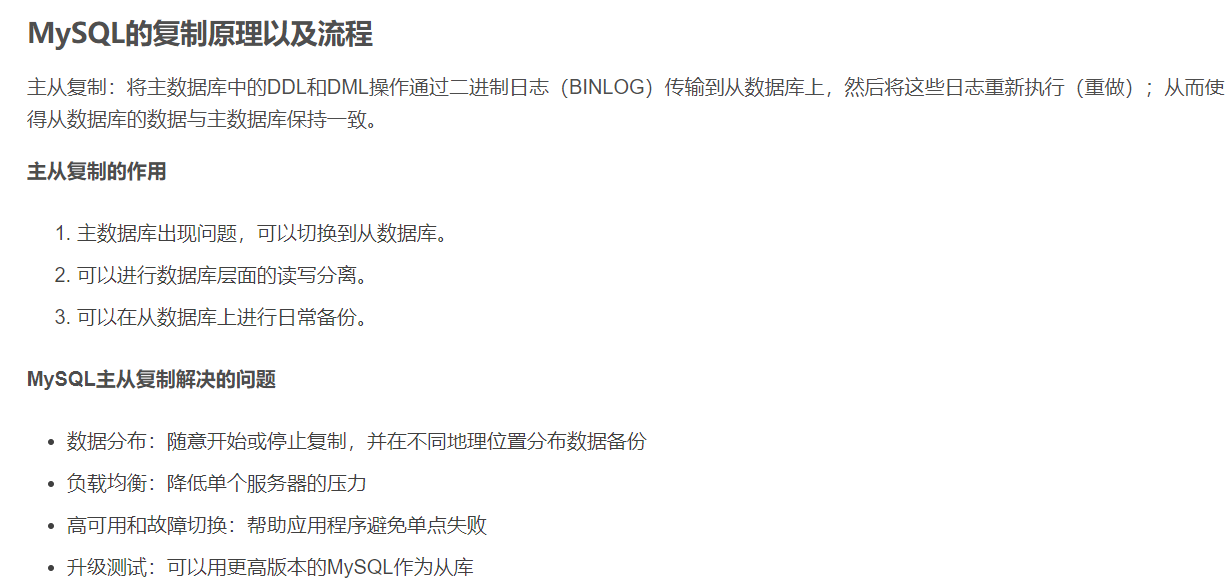 MySQL的复制原理以及流程
主从复制：将主数据库中的DDL和DML操作通过二进制日志（BINLOG）传输到从数据库上，然后将这些日志重新执行（重做）；从而使
得从数据库的数据与主数据库保持一致。
主从复制的作用
1. 主数据库出现问题，可以切换到从数据库。
2. 可以进行数据库层面的读写分离。
3. 可以在从数据库上进行日常备份。
MySQL主从复制解决的问题
• 数据分布：随意开始或停止复制，并在不同地理位置分布数据备份
• 负载均衡：降低单个服务器的压力
• 高可用和故障切换：帮助应用程序避免单点失败
• 升级测试：可以用更高版本的MySQL作为从库